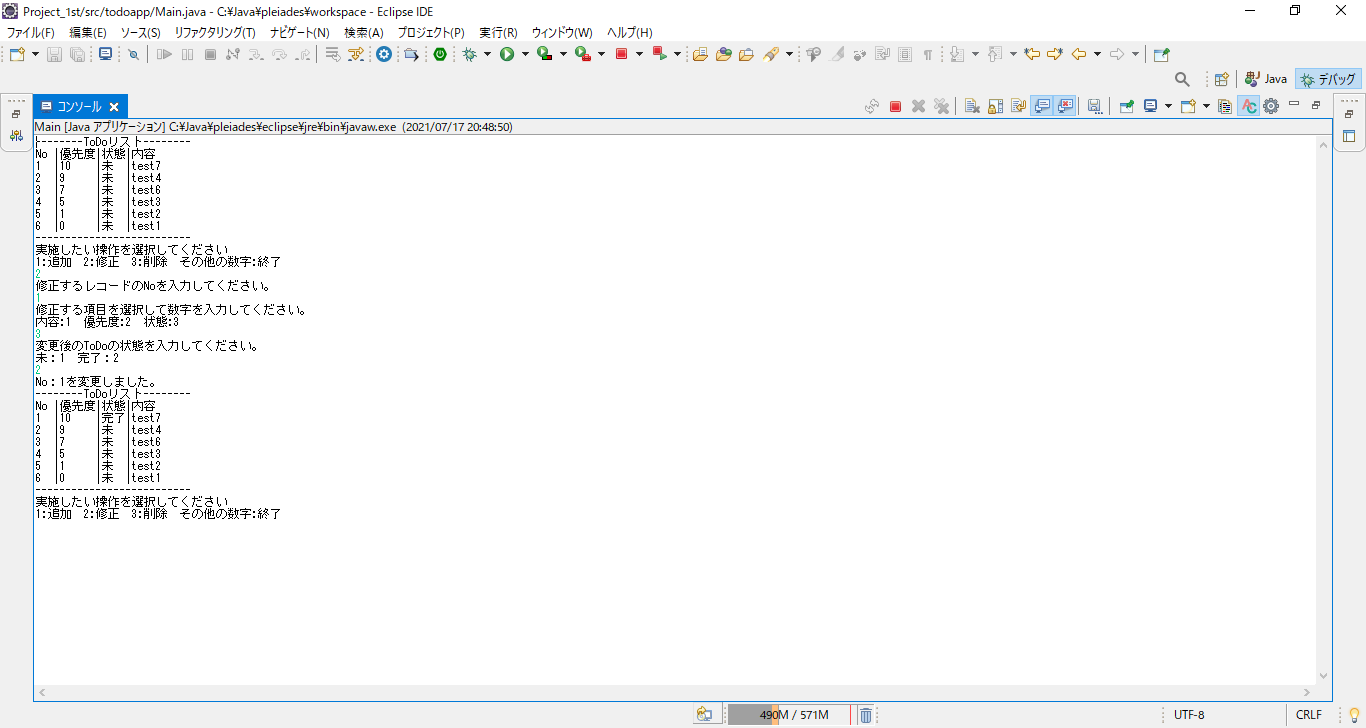 Project_1st/src/todoapp/Main.java - C:¥Java¥pleiades¥workspace - Eclipse IDE
ファイル(F) 編集(E) ソース(S) リファクタリング(T) ナビゲート(N) 検索(A) プロジェクト(P) 実行(R) ウィンドウ(W) ヘルプ(H)
Java デバッグ
コンソール
Main [Java アプリケーション] C:¥Java¥pleiades¥eclipse¥jre¥bin¥javaw.exe (2021/07/17 20:48:50)
--------ToDoリスト--------
No |優先度|状態|内容
1 |10 |未 |test7
2 |9 |未 |test4
3 |7 |未 |test6
4 |5 |未 |test3
5 |1 |未 |test2
6 |0 |未 |test1
--------------------------
実施したい操作を選択してください
1:追加 2:修正 3:削除 その他の数字:終了
2
修正するレコードのNoを入力してください。
1
修正する項目を選択して数字を入力してください。
内容:1 優先度:2 状態:3
3
変更後のToDoの状態を入力してください。
未：1 完了：2
2
No：1を変更しました。
--------ToDoリスト--------
No |優先度|状態|内容
1 |10 |完了|test7
2 |9 |未 |test4
3 |7 |未 |test6
4 |5 |未 |test3
5 |1 |未 |test2
6 |0 |未 |test1
--------------------------
実施したい操作を選択してください
1:追加 2:修正 3:削除 その他の数字:終了
490M / 571M UTF-8 CRLF